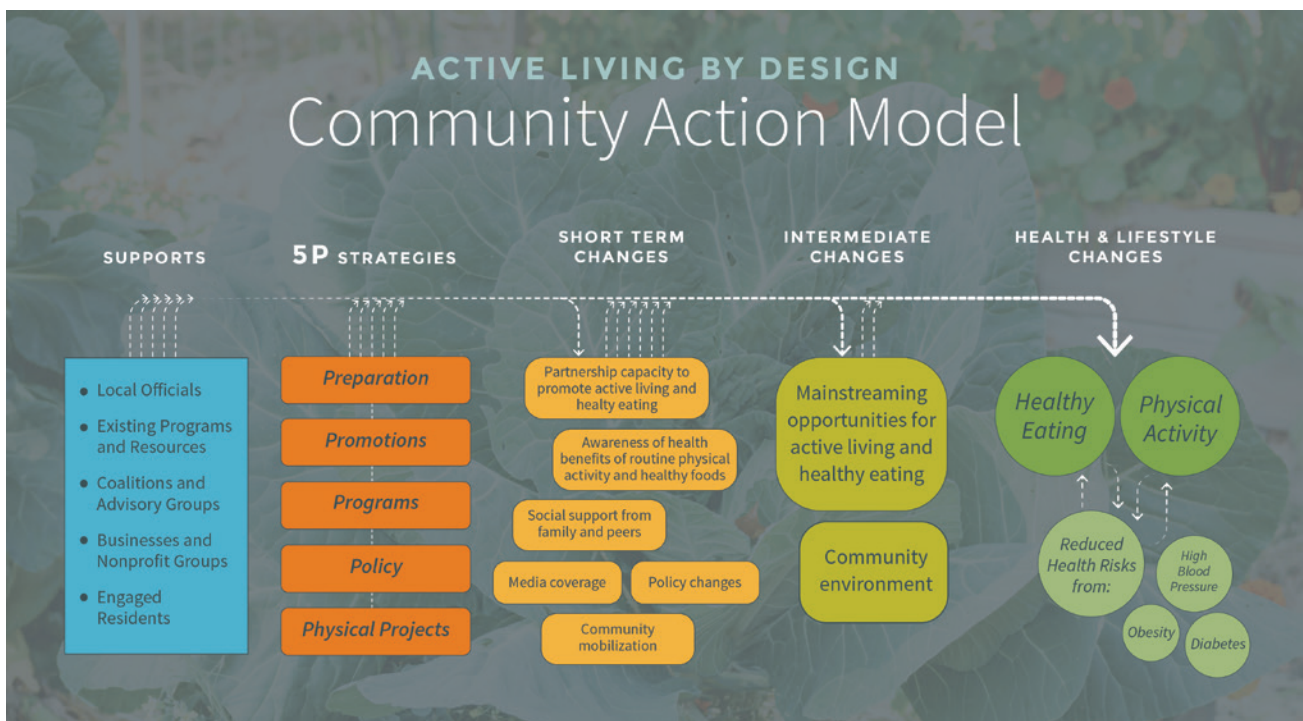 ACTIVE LIVING BY DESIGN
Community Action Model
SUPPORTS
Local Officials
Existing Programs
and Resources
Coalitions and
Advisory Groups
Businesses and
Nonprofit Groups
Engaged
Residents
5P STRATEGIES
Preparation
Promotions
Programs
Policy
Physical Projects
SHORT TERM
CHANGES
Partnership capacity to
promote active living and
healty eating
Awareness of health
benefits of routine physical
activity and healthy foods
Social support from
family and peers
Media coverage
Policy changes
Community
mobilization
INTERMEDIATE
CHANGES
Mainstreaming
opportunities for
active living and
healthy eating
Community
environment
HEALTH & LIFESTYLE
CHANGES
Healthy
Eating
Physical
Activity
Reduced
Health Risks
from:
High
Blood
Pressure
Obesity
Diabetes